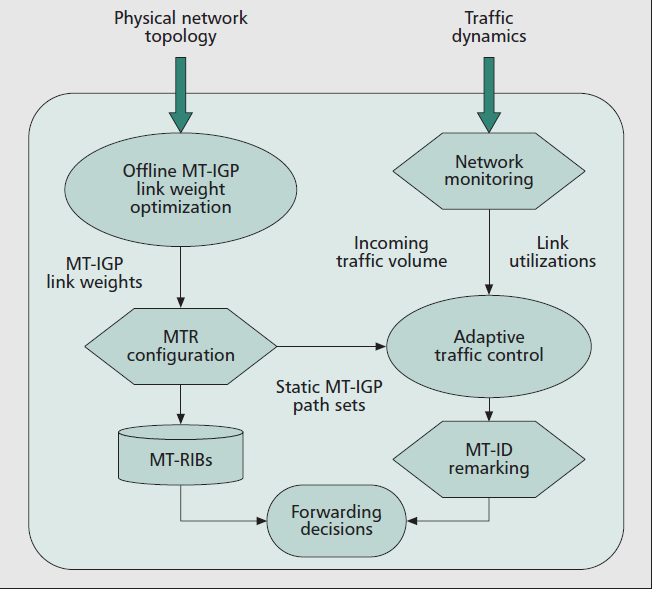 Physical network
topology
Traffic
dynamics
Offline MT-IGP
link weight
optimization
Network
monitoring
MT-IGP
link weights
Incoming
traffic volume
Link
utilizations
MTR
configuration
Adaptive
traffic control
Static MT-IGP
path sets
MT-RIBs
MT-ID
remarking
Forwarding
decisions